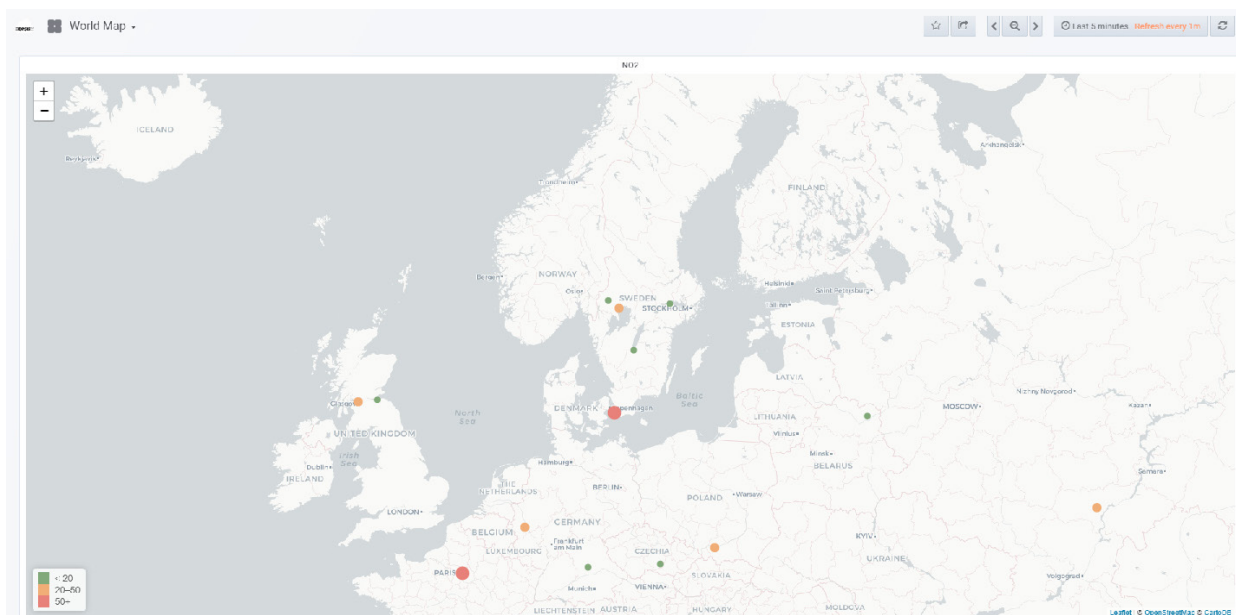 World Map
Last 5 minutes Refresh every 1m
NO2
+
−
ICELAND
Reykjavik
Arkhangelsk
FINLAND
Trondheim
NORWAY
Bergen
Oslo
SWEDEN
STOCKHOLM
Helsinki
Saint Petersburg
Tallinn
ESTONIA
LATVIA
Nizhny Novgorod
Kazan
MOSCOW
Baltic
Sea
DENMARK
Copenhagen
North
Sea
Glasgow
UNITED KINGDOM
LITHUANIA
Vilnius
Minsk
BELARUS
Samara
Irish
Sea
Dublin
IRELAND
Hamburg
THE
NETHERLANDS
BERLIN
POLAND
Warsaw
LONDON
BELGIUM
GERMANY
Frankfurt
am Main
LUXEMBOURG
CZECHIA
KYIV
UKRAINE
PARIS
SLOVAKIA
Munich
VIENNA
Volgograd
LIECHTENSTEIN
AUSTRIA
HUNGARY
MOLDOVA
< 20
20–50
50+
Leaflet | © OpenStreetMap © CartoDB